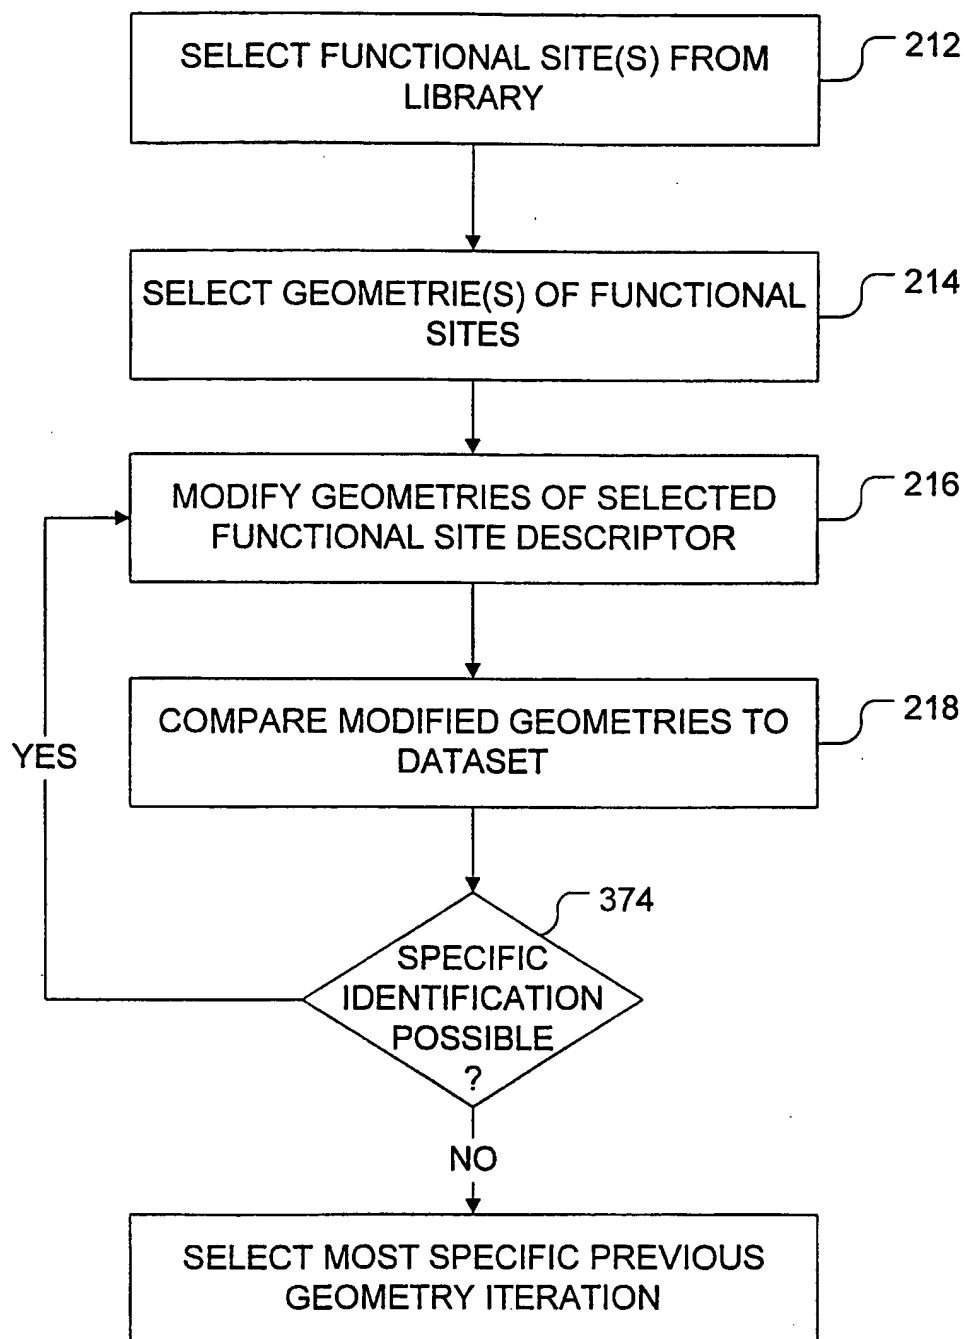 SELECT FUNCTIONAL SITE(S) FROM
LIBRARY
212
SELECT GEOMETRIE(S) OF FUNCTIONAL
SITES
214
MODIFY GEOMETRIES OF SELECTED
FUNCTIONAL SITE DESCRIPTOR
216
COMPARE MODIFIED GEOMETRIES TO
DATASET
218
YES
374
SPECIFIC
IDENTIFICATION
POSSIBLE
?
NO
SELECT MOST SPECIFIC PREVIOUS
GEOMETRY ITERATION